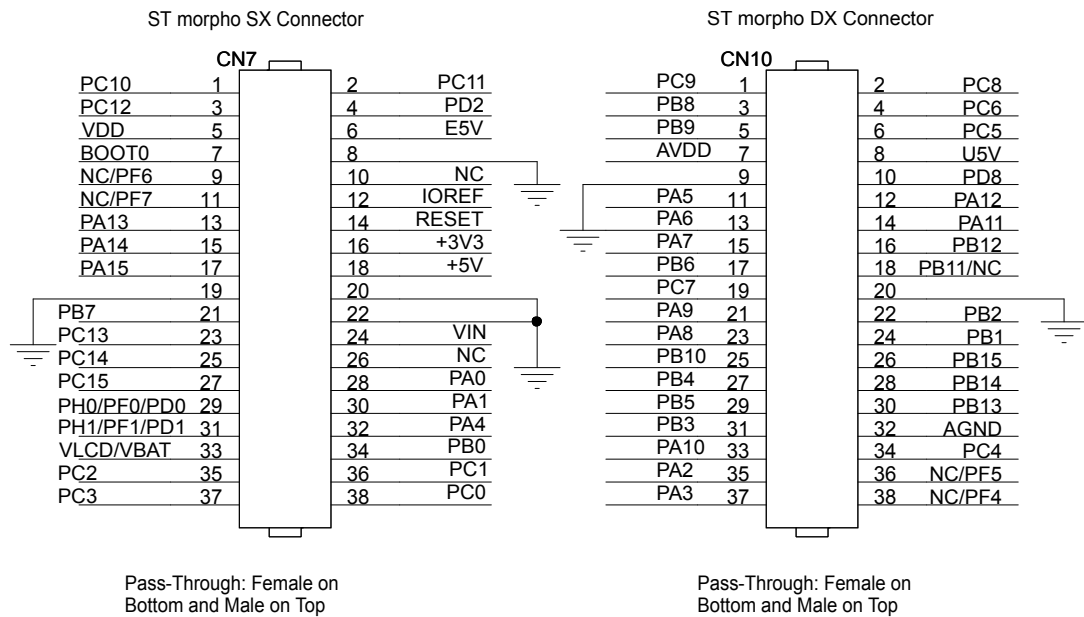 ST morpho SX Connector
ST morpho DX Connector
CN7
PC10 1 2 PC11
PC12 3 4 PD2
VDD 5 6 E5V
BOOT0 7 8
NC/PF6 9 10 NC
NC/PF7 11 12 IOREF
PA13 13 14 RESET
PA14 15 16 +3V3
PA15 17 18 +5V
19 20
PB7 21 22
PC13 23 24 VIN
PC14 25 26 NC
PC15 27 28 PA0
PH0/PF0/PD0 29 30 PA1
PH1/PF1/PD1 31 32 PA4
VLCD/VBAT 33 34 PB0
PC2 35 36 PC1
PC3 37 38 PC0
CN10
PC9 1 2 PC8
PB8 3 4 PC6
PB9 5 6 PC5
AVDD 7 8 U5V
9 10 PD8
PA5 11 12 PA12
PA6 13 14 PA11
PA7 15 16 PB12
PB6 17 18 PB11/NC
PC7 19 20
PA9 21 22 PB2
PA8 23 24 PB1
PB10 25 26 PB15
PB4 27 28 PB14
PB5 29 30 PB13
PB3 31 32 AGND
PA10 33 34 PC4
PA2 35 36 NC/PF5
PA3 37 38 NC/PF4
Pass-Through: Female on
Bottom and Male on Top
Pass-Through: Female on
Bottom and Male on Top